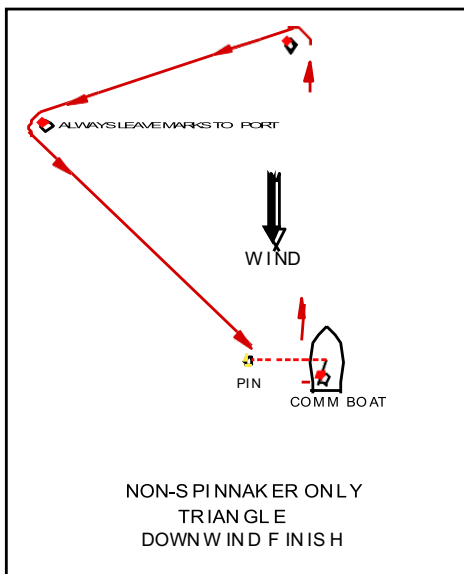 ALWAYS LEAVE MARKS TO PORT
WIND
PIN
COMM BOAT
NON-SPINNAKER ONLY
TRIANGLE
DOWNWIND FINISH